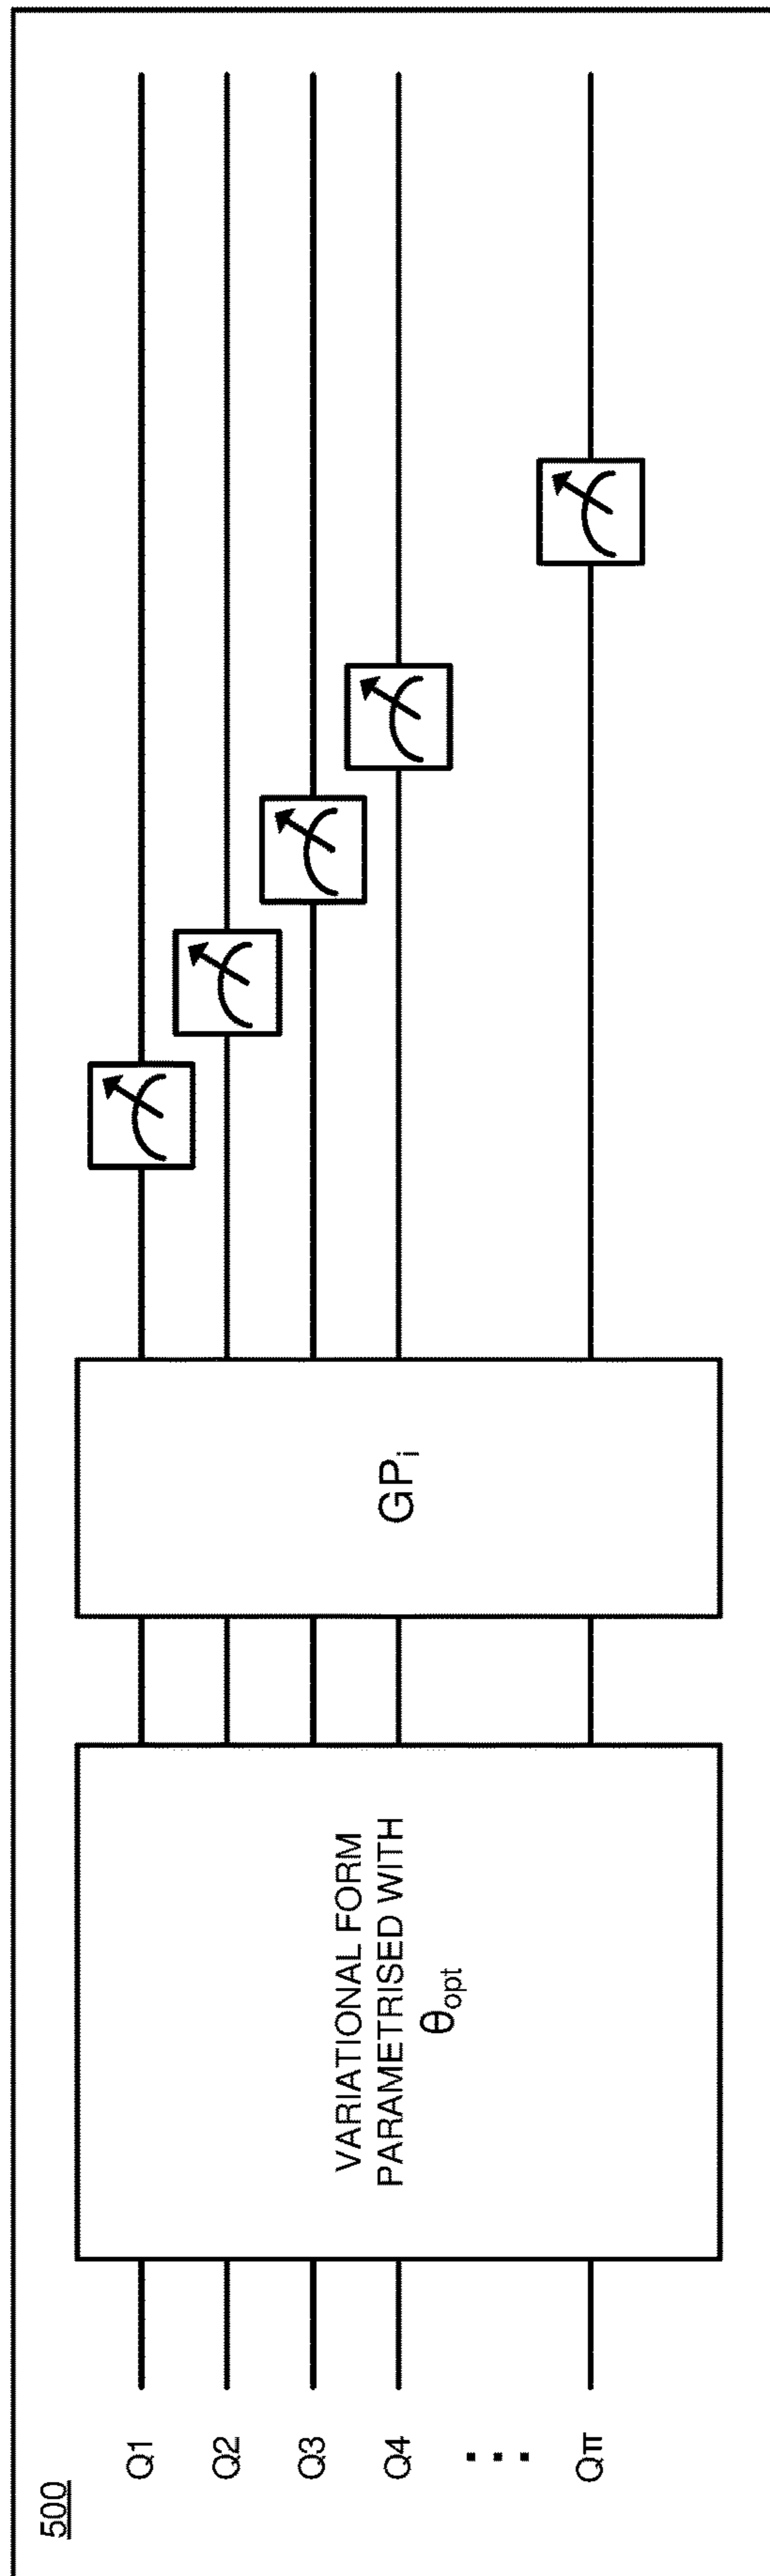 500
Q1
Q2
Q3
Q4
Qπ
VARIATIONAL FORM
PARAMETRISED WITH
θopt
GPi